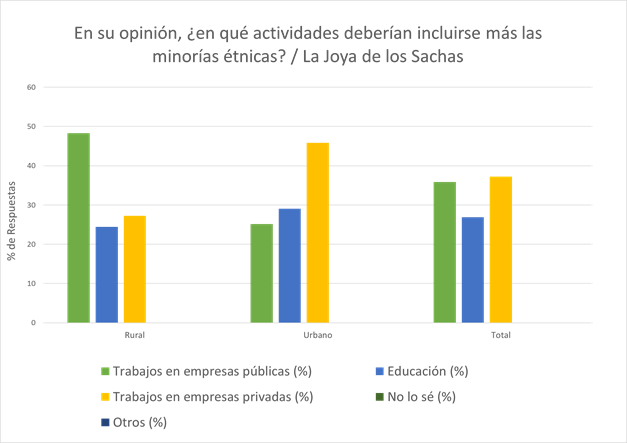 En su opinión, ¿en qué actividades deberían incluirse más las
minorías étnicas? / La Joya de los Sachas
% de Respuestas
60
50
40
30
20
10
0
Rural Urbano Total
Trabajos en empresas públicas (%) Educación (%)
Trabajos en empresas privadas (%) No lo sé (%)
Otros (%)